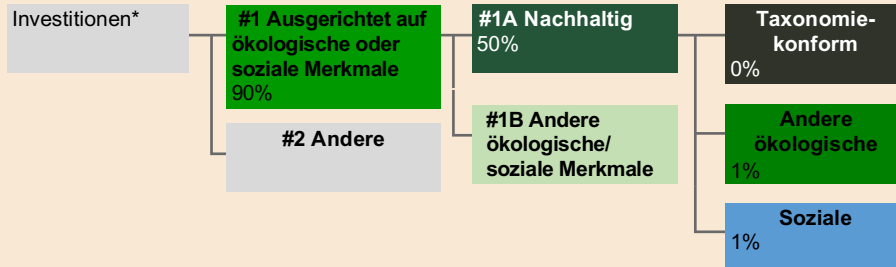 Investitionen*
#1 Ausgerichtet auf
ökologische oder
soziale Merkmale
90%
#2 Andere
#1A Nachhaltig
50%
#1B Andere
ökologische/
soziale Merkmale
Taxonomie-
konform
0%
Andere
ökologische
1%
Soziale
1%